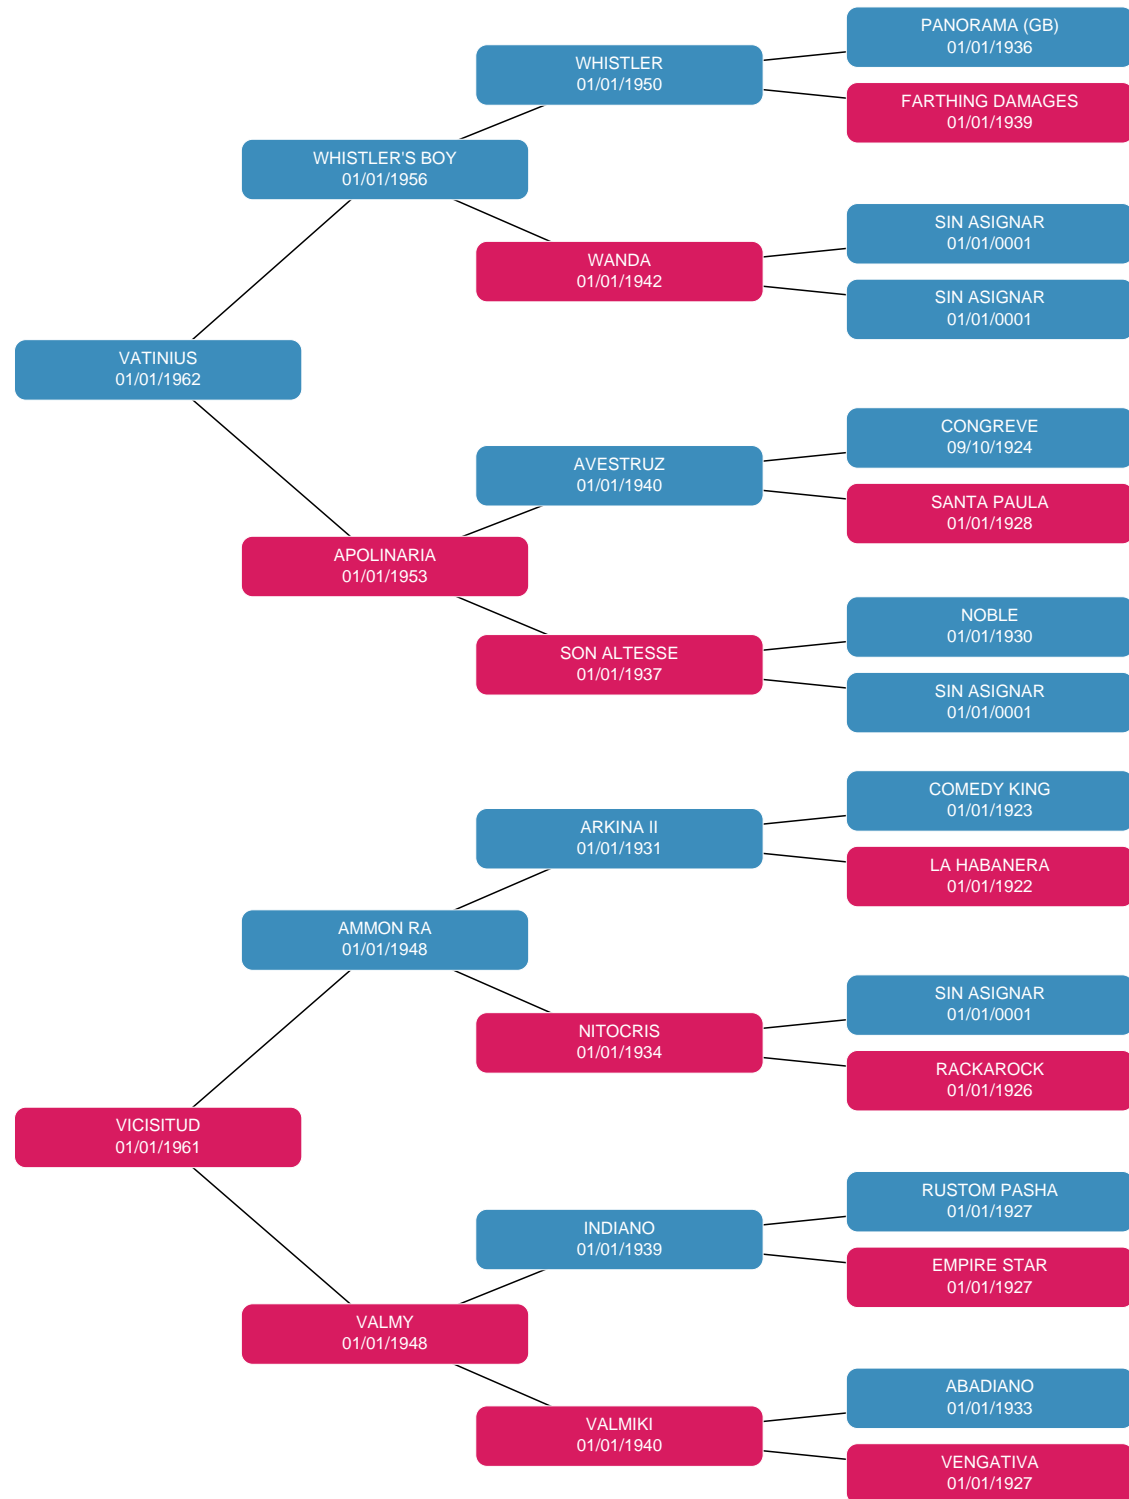 PANORAMA (GB)
01/01/1936
WHISTLER
01/01/1950
FARTHING DAMAGES
01/01/1939
WHISTLER'S BOY
01/01/1956
SIN ASIGNAR
01/01/0001
WANDA
01/01/1942
SIN ASIGNAR
01/01/0001
VATINIUS
01/01/1962
CONGREVE
09/10/1924
AVESTRUZ
01/01/1940
SANTA PAULA
01/01/1928
APOLINARIA
01/01/1953
NOBLE
01/01/1930
SON ALTESSE
01/01/1937
SIN ASIGNAR
01/01/0001
COMEDY KING
01/01/1923
ARKINA II
01/01/1931
LA HABANERA
01/01/1922
AMMON RA
01/01/1948
SIN ASIGNAR
01/01/0001
NITOCRIS
01/01/1934
RACKAROCK
01/01/1926
VICISITUD
01/01/1961
RUSTOM PASHA
01/01/1927
INDIANO
01/01/1939
EMPIRE STAR
01/01/1927
VALMY
01/01/1948
ABADIANO
01/01/1933
VALMIKI
01/01/1940
VENGATIVA
01/01/1927